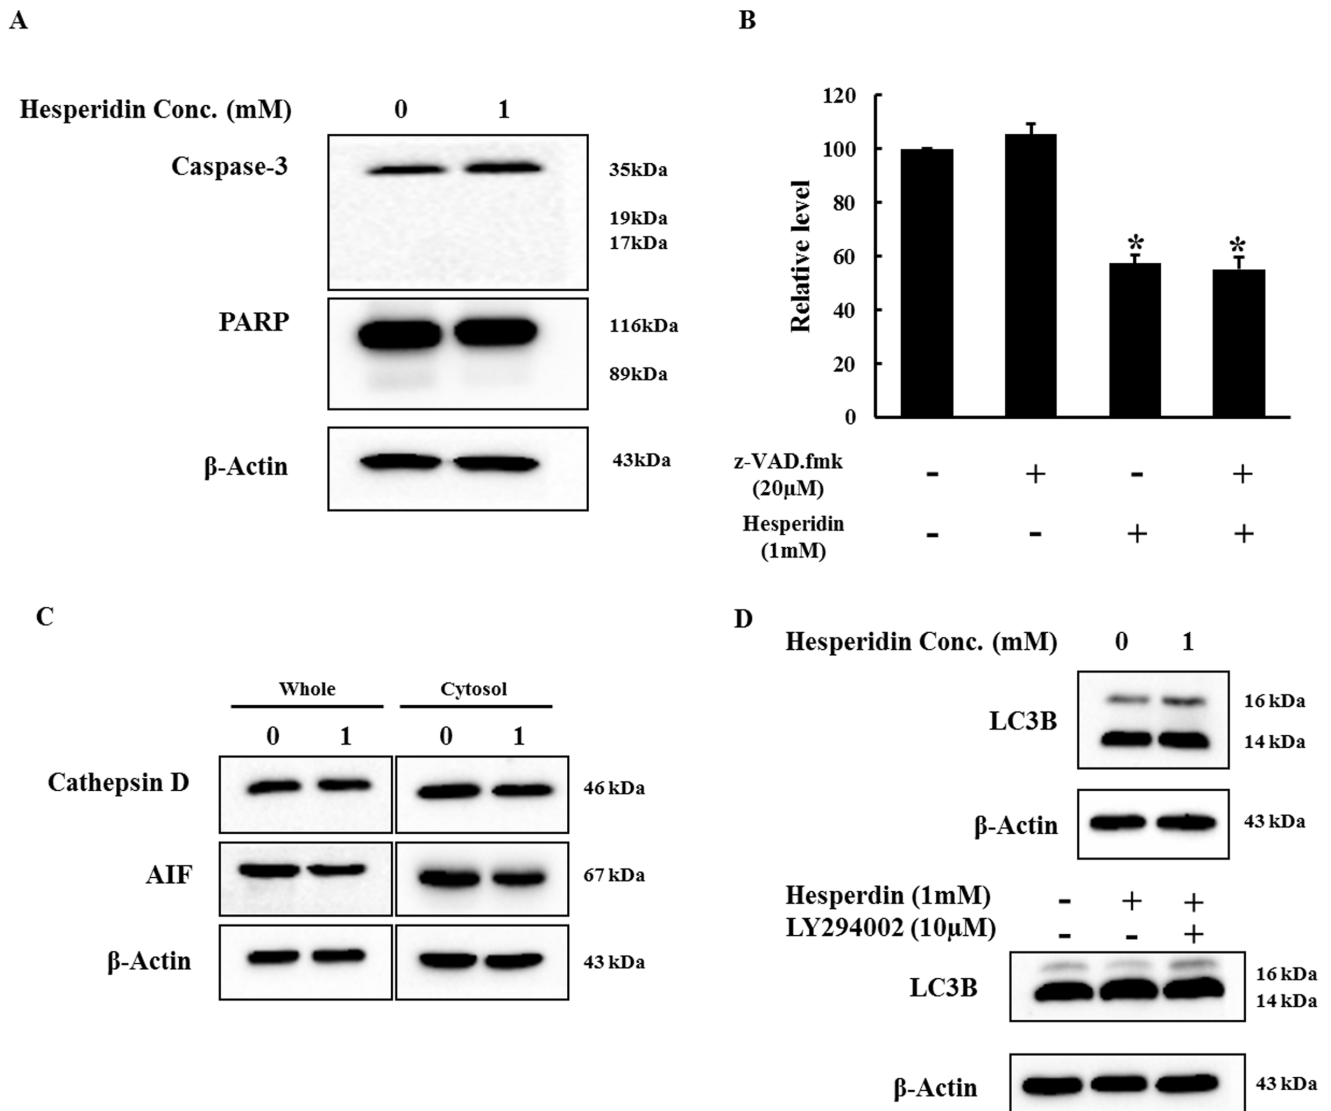 A
Hesperidin Conc. (mM) 0 1
Caspase-3
35kDa
19kDa
17kDa
PARP
116kDa
89kDa
β-Actin
43kDa
B
Relative level
120
100
80
60
40
20
0
* *
z-VAD.fmk
(20μM)
- + - +
Hesperidin
(1mM)
- - + +
C
Whole Cytosol
0 1 0 1
Cathepsin D
46 kDa
AIF
67 kDa
β-Actin
43 kDa
D
Hesperidin Conc. (mM) 0 1
LC3B
16 kDa
14 kDa
β-Actin
43 kDa
Hesperdin (1mM) - + +
LY294002 (10μM) - - +
LC3B
16 kDa
14 kDa
β-Actin
43 kDa